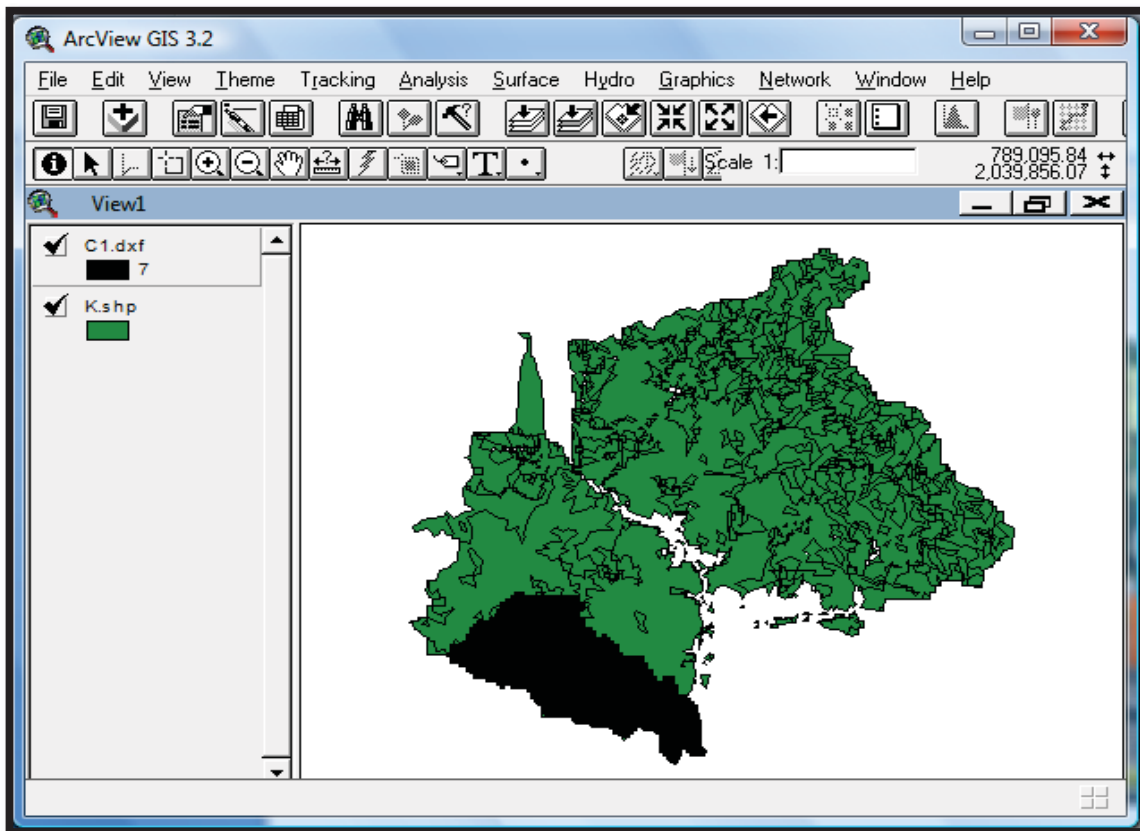 ArcView GIS 3.2
File Edit View Theme Tracking Analysis Surface Hydro Graphics Network Window Help
T Scale 1: 789,095.84
2,039,856.07
View1
C1.dxf
7
K.shp